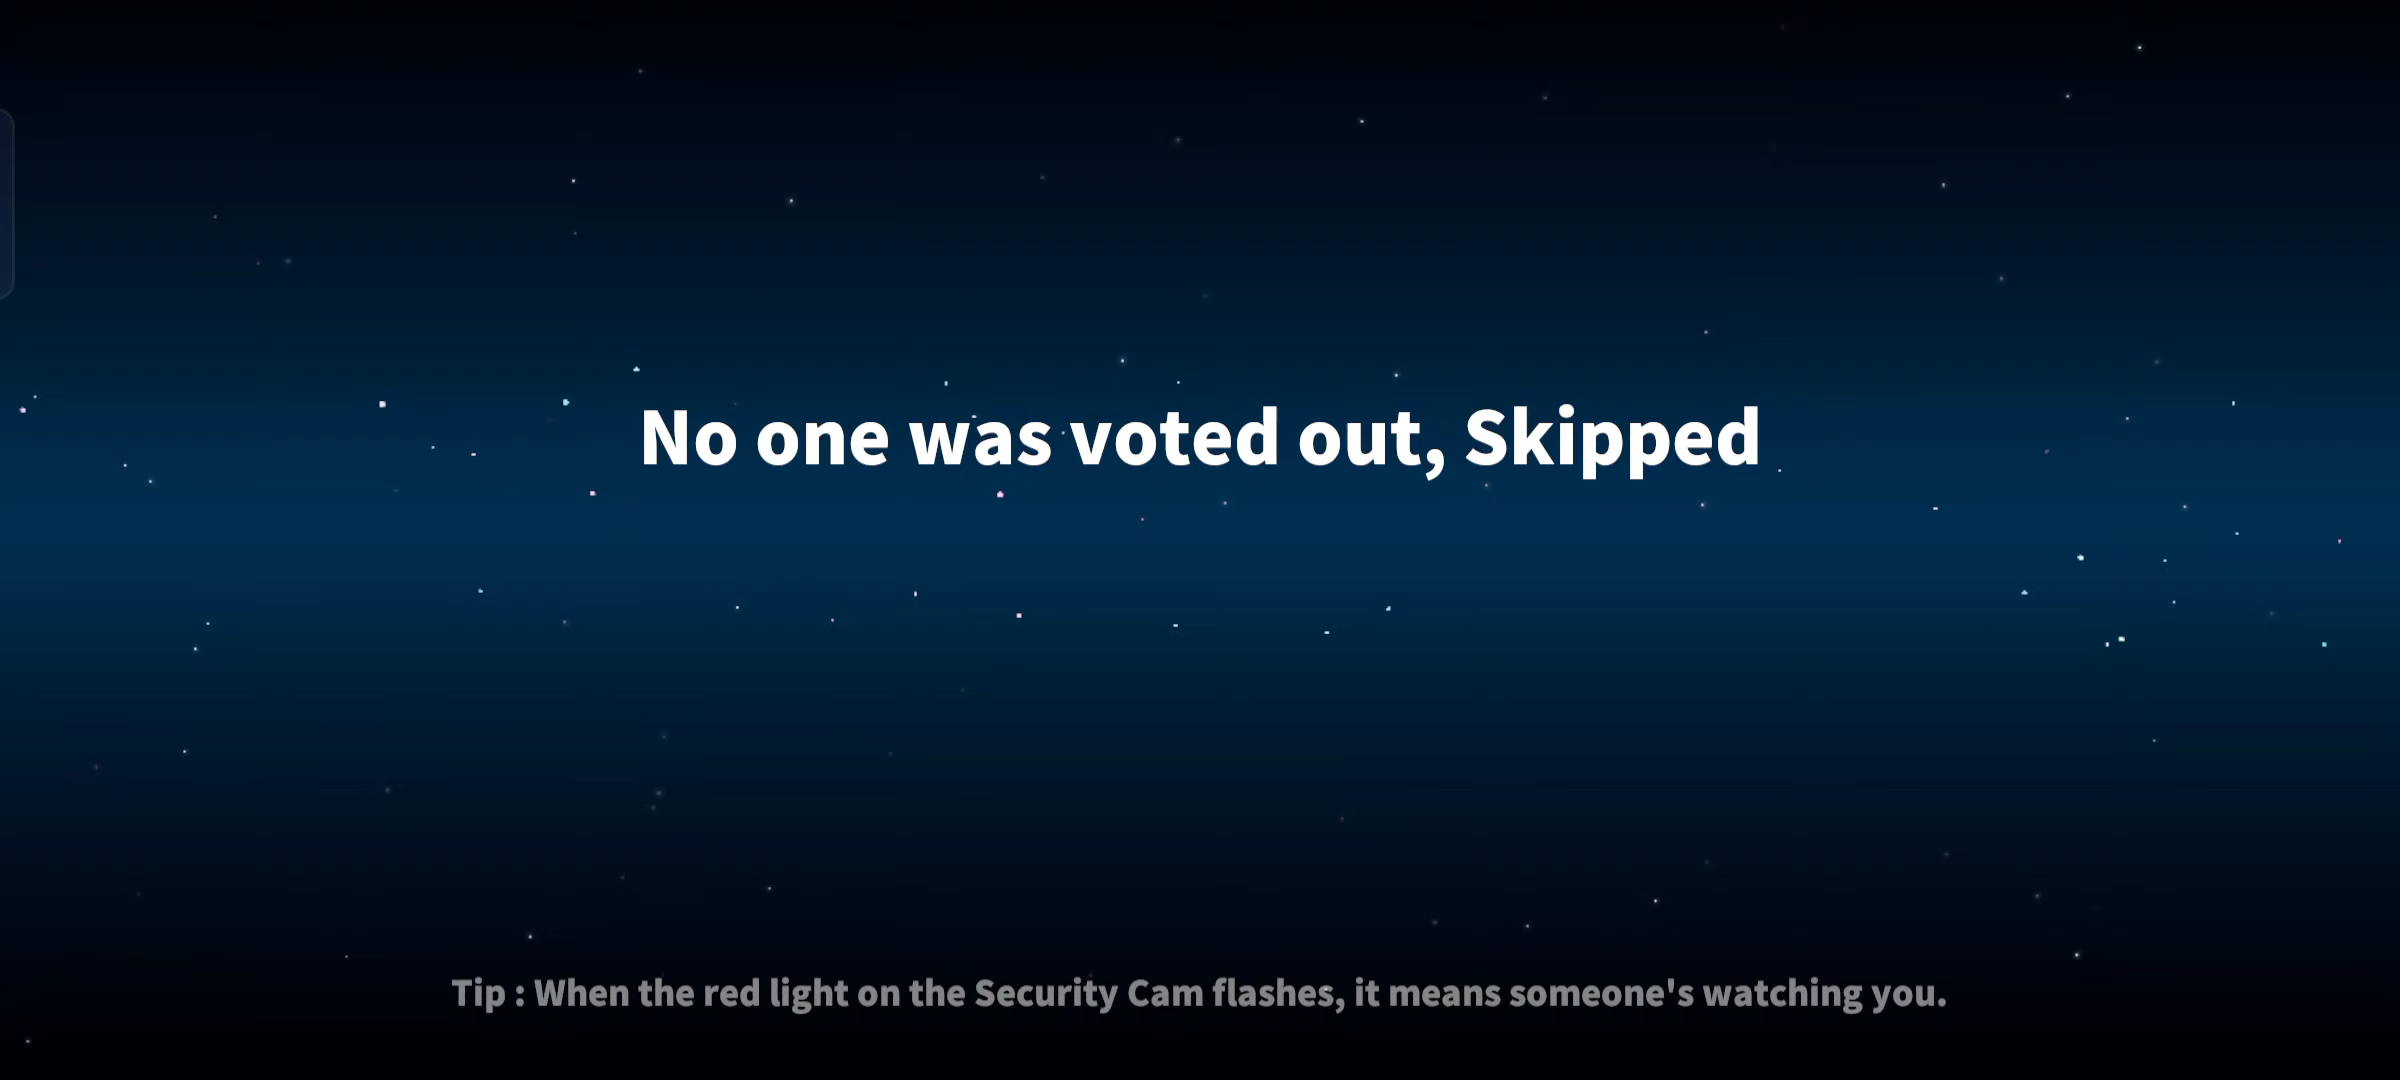 No one was voted out, Skipped
Tip : When the red light on the Security Cam flashes, it means someone's watching you.